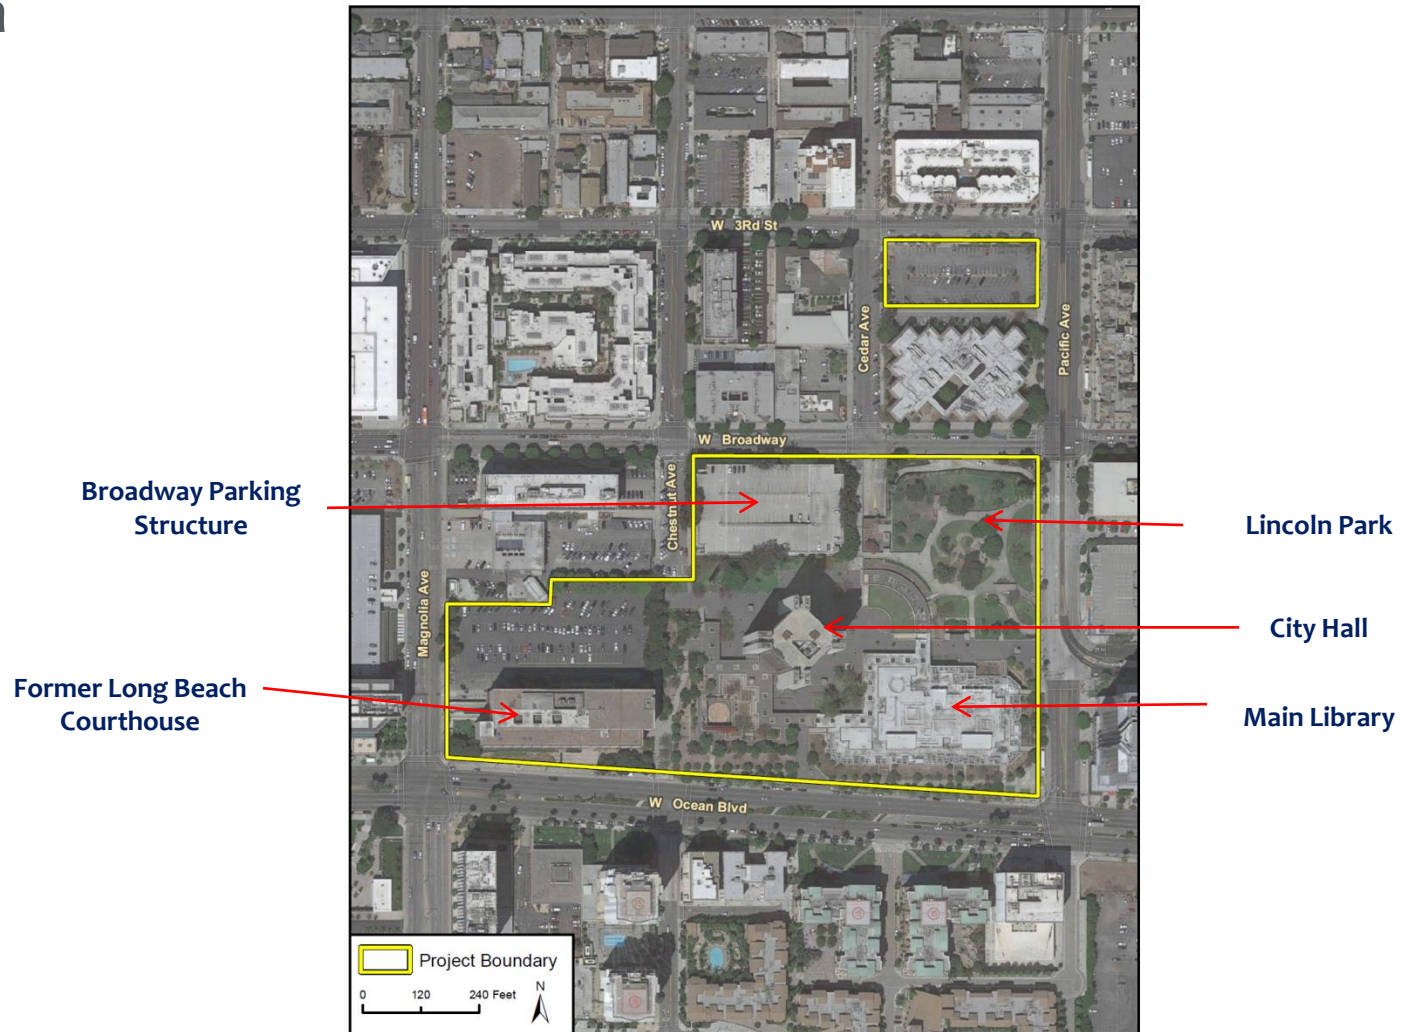 W 3Rd St
Cedar Ave
Pacific Ave
W Broadway
Chestnut Ave
Magnolia Ave
W Ocean Blvd
Broadway Parking
Structure
Former Long Beach
Courthouse
Lincoln Park
City Hall
Main Library
Project Boundary
0 120 240 Feet
N